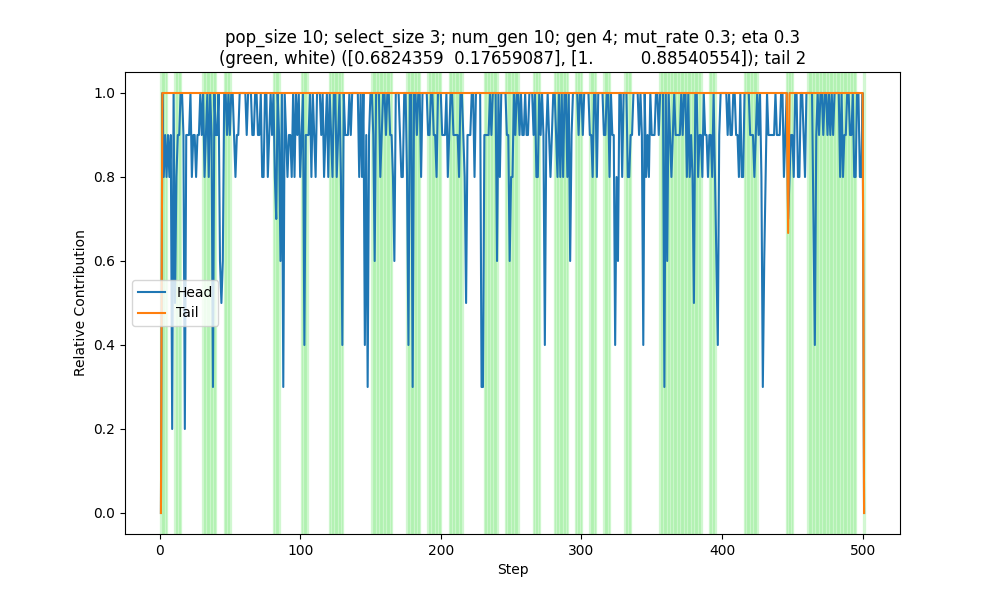 pop_size 10; select_size 3; num_gen 10; gen 4; mut_rate 0.3; eta 0.3
(green, white) ([0.6824359  0.17659087], [1.         0.88540554]); tail 2
1.0
0.8
0.6
0.4
0.2
0.0
Relative Contribution
Head
Tail
0
100
200
300
400
500
Step